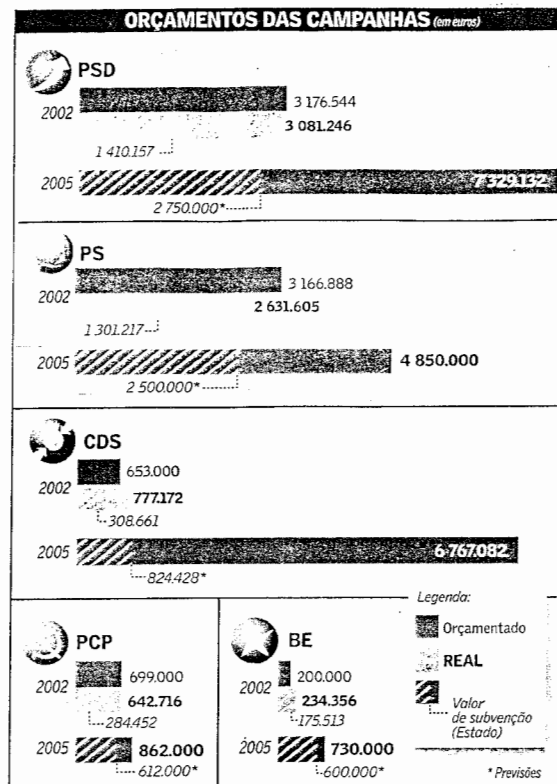 ORÇAMENTOS DAS CAMPANHAS (em euros)
PSD
2002
3 176.544
3 081.246
1 410.157
2005
7 329.132
2 750.000*
PS
2002
3 166.888
2 631.605
1 301.217
2005
4 850.000
2 500.000*
CDS
2002
653.000
777.172
308.661
2005
6 767.082
824.428*
PCP
2002
699.000
642.716
284.452
2005
862.000
612.000*
BE
2002
200.000
234.356
175.513
2005
730.000
600.000*
Legenda:
Orçamentado
REAL
Valor
de subvenção
(Estado)
* Previsões